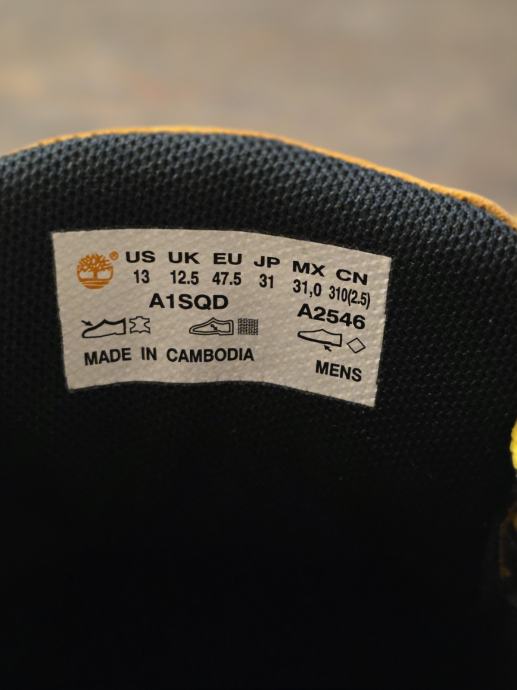 US UK EU JP MX CN
13 12.5 47.5 31 31,0 310(2.5)
A1SQD A2546
MADE IN CAMBODIA MENS